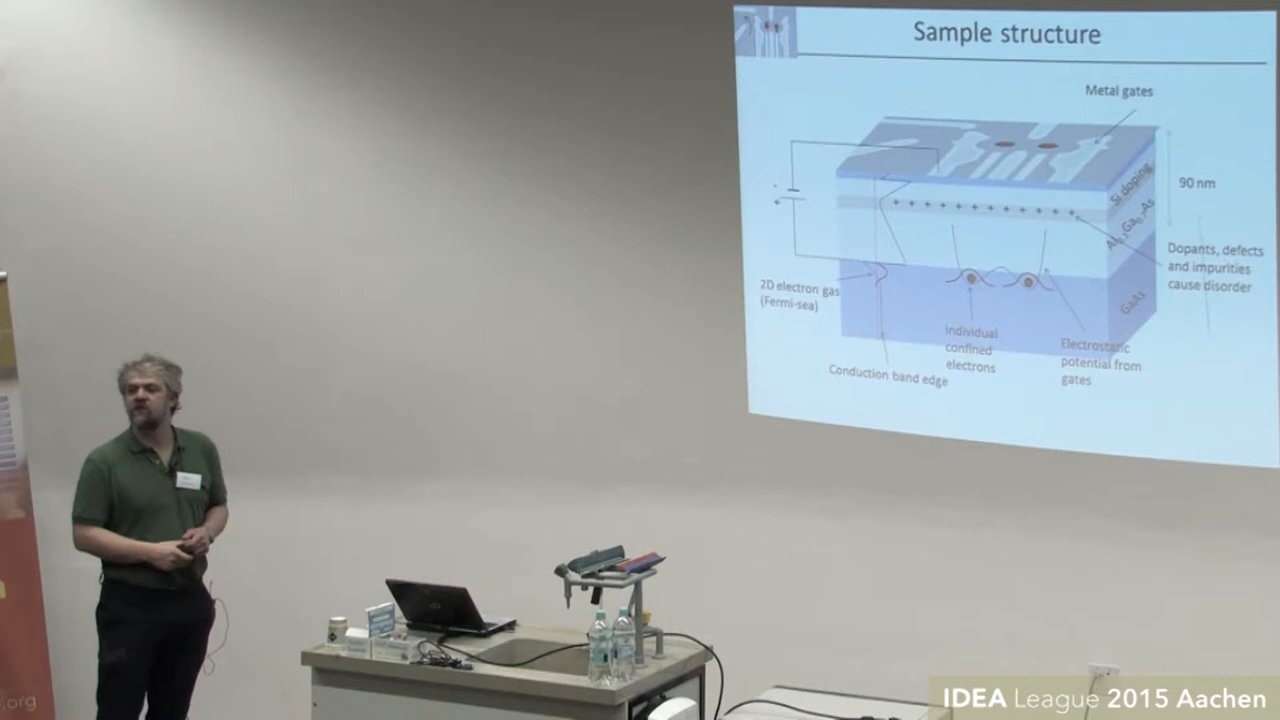 Sample structure
Metal gates
Si doping
90 nm
Dopants, defects
and impurities
cause disorder
GaAs
2D electron gas
(Fermi-sea)
Individual
confined
electrons
Electrostatic
potential from
gates
Conduction band edge
.org
IDEA League 2015 Aachen